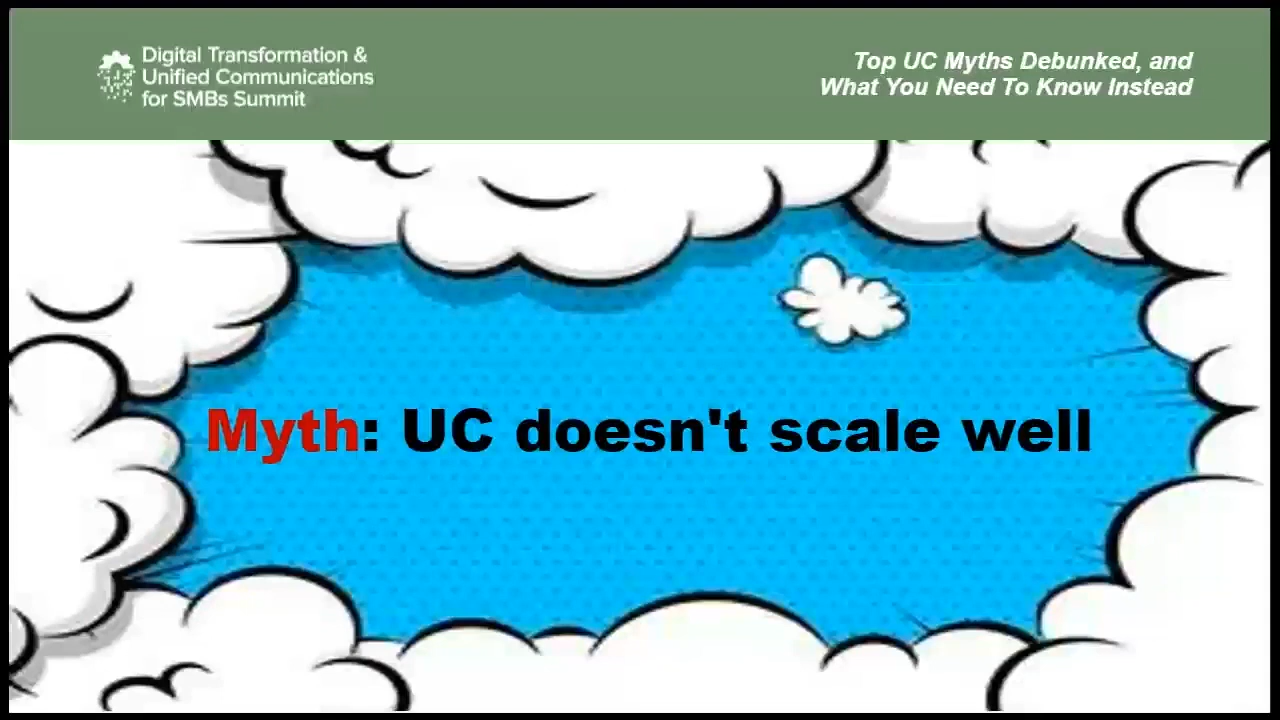 Digital Transformation &
Unified Communications
for SMBs Summit
Top UC Myths Debunked, and
What You Need To Know Instead
Myth: UC doesn't scale well